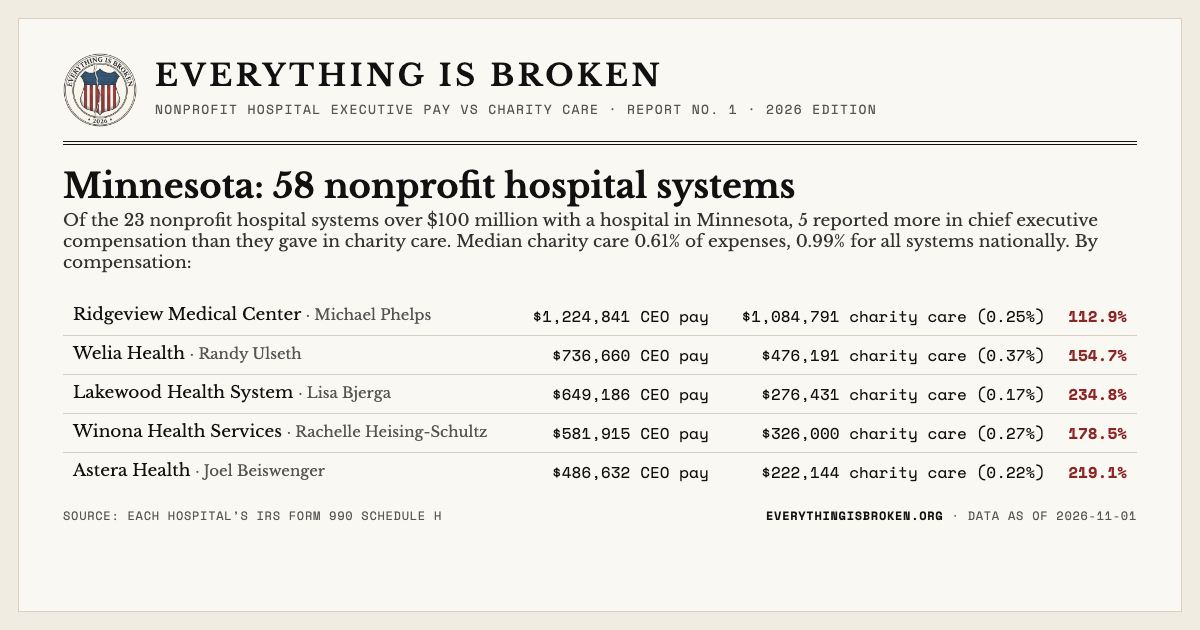 EVERYTHING IS BROKEN
· 2026 ·
EVERYTHING IS BROKEN
NONPROFIT HOSPITAL EXECUTIVE PAY VS CHARITY CARE · REPORT NO. 1 · 2026 EDITION
Minnesota: 58 nonprofit hospital systems
Of the 23 nonprofit hospital systems over $100 million with a hospital in Minnesota, 5 reported more in chief executive
compensation than they gave in charity care. Median charity care 0.61% of expenses, 0.99% for all systems nationally. By
compensation:
Ridgeview Medical Center · Michael Phelps $1,224,841 CEO pay $1,084,791 charity care (0.25%) 112.9%
Welia Health · Randy Ulseth $736,660 CEO pay $476,191 charity care (0.37%) 154.7%
Lakewood Health System · Lisa Bjerga $649,186 CEO pay $276,431 charity care (0.17%) 234.8%
Winona Health Services · Rachelle Heising-Schultz $581,915 CEO pay $326,000 charity care (0.27%) 178.5%
Astera Health · Joel Beiswenger $486,632 CEO pay $222,144 charity care (0.22%) 219.1%
SOURCE: EACH HOSPITAL’S IRS FORM 990 SCHEDULE H EVERYTHINGISBROKEN.ORG · DATA AS OF 2026-11-01